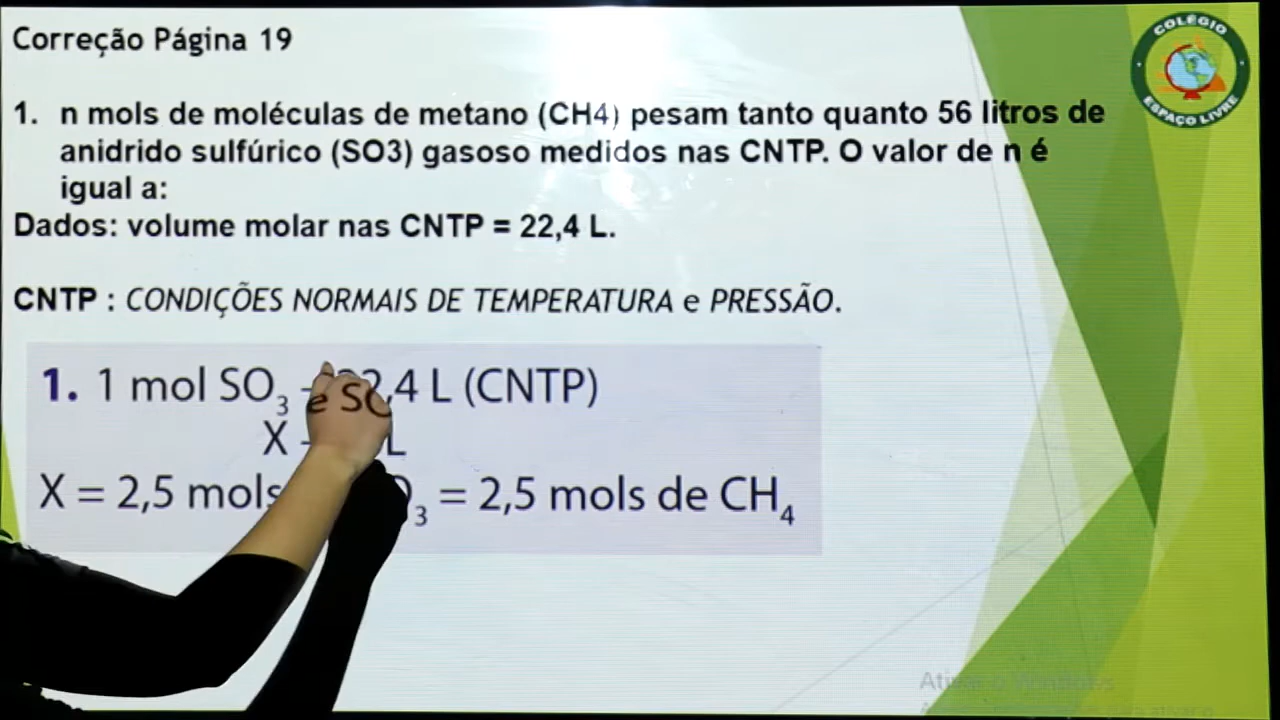 Correção Página 19
COLÉGIO
ESPAÇO LIVRE
1. n mols de moléculas de metano (CH4) pesam tanto quanto 56 litros de
anidrido sulfúrico (SO3) gasoso medidos nas CNTP. O valor de n é
igual a:
Dados: volume molar nas CNTP = 22,4 L.
CNTP : CONDIÇÕES NORMAIS DE TEMPERATURA e PRESSÃO.
1. 1 mol SO₃ 22,4 L (CNTP)
X - L
X = 2,5 mols ₃ = 2,5 mols de CH₄